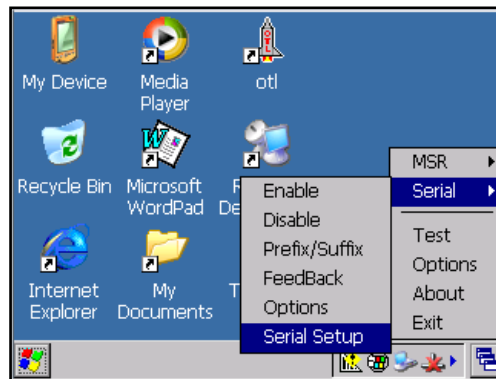 My Device
Media
Player
otl
Recycle Bin
Microsoft
WordPad
Internet
Explorer
My
Documents
MSR
Serial
Test
Options
About
Exit
Enable
Disable
Prefix/Suffix
FeedBack
Options
Serial Setup